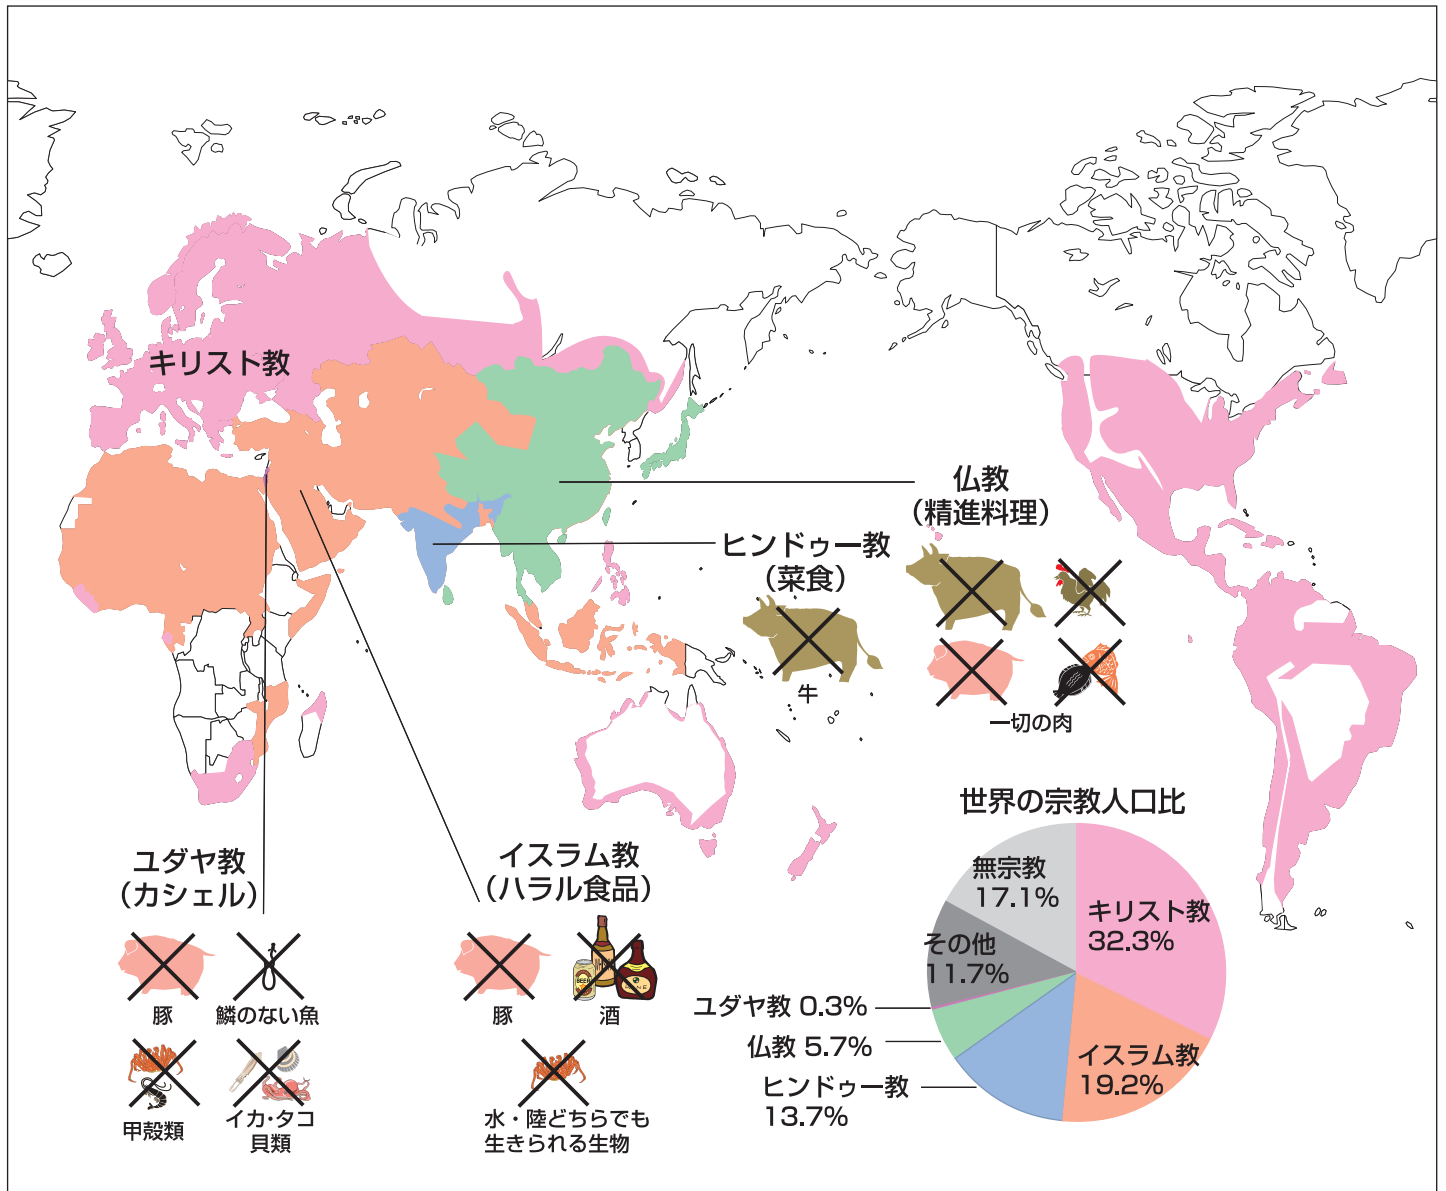 キリスト教
仏教
(精進料理)
ヒンドゥー教
(菜食)
牛
一切の肉
世界の宗教人口比
無宗教
17.1%
キリスト教
32.3%
その他
11.7%
ユダヤ教 0.3%
仏教 5.7%
ヒンドゥー教
13.7%
イスラム教
19.2%
ユダヤ教
(カシェル)
豚
鱗のない魚
甲殻類
イカ・タコ
貝類
イスラム教
(ハラル食品)
豚
酒
BEER
水・陸どちらでも
生きられる生物